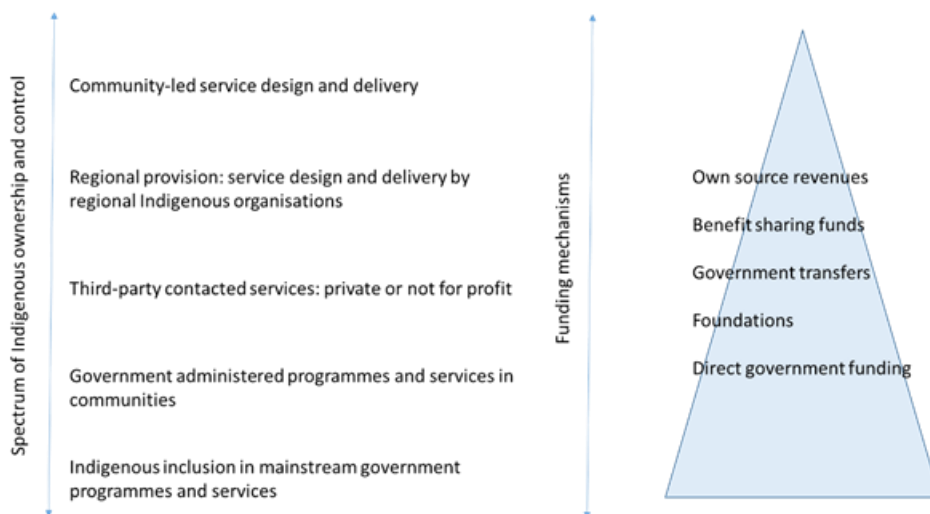 Spectrum of Indigenous ownership and control
Community-led service design and delivery
Regional provision: service design and delivery by
regional Indigenous organisations
Third-party contacted services: private or not for profit
Government administered programmes and services in
communities
Indigenous inclusion in mainstream government
programmes and services
Funding mechanisms
Own source revenues
Benefit sharing funds
Government transfers
Foundations
Direct government funding